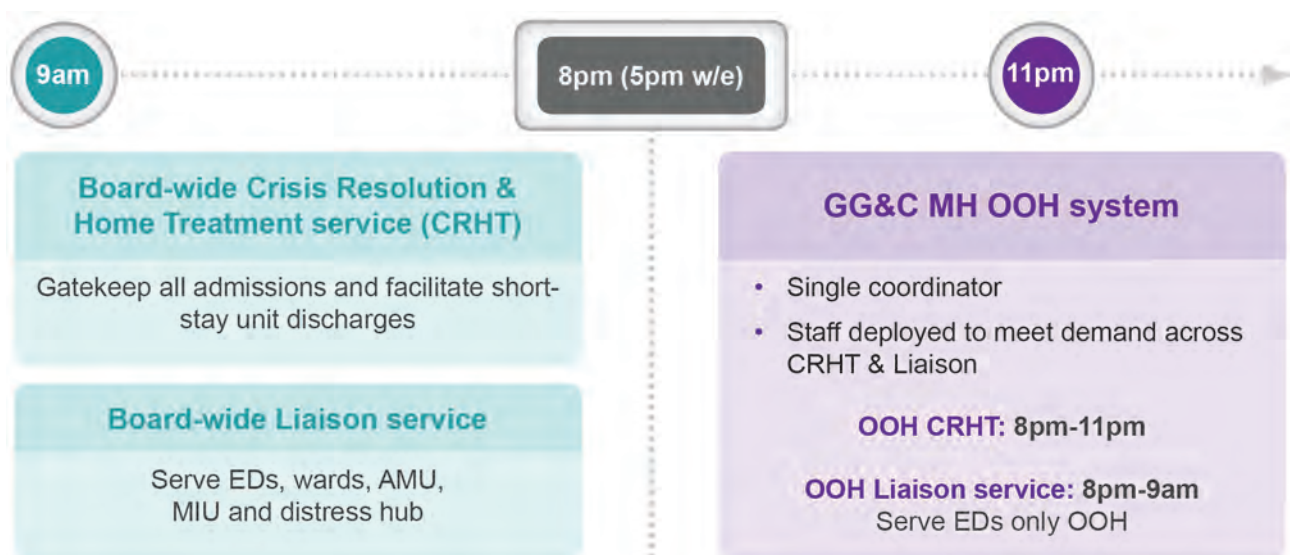 9am
8pm (5pm w/e)
11pm
Board-wide Crisis Resolution &
Home Treatment service (CRHT)
Gatekeep all admissions and facilitate short-
stay unit discharges
Board-wide Liaison service
Serve EDs, wards, AMU,
MIU and distress hub
GG&C MH OOH system
• Single coordinator
• Staff deployed to meet demand across
CRHT & Liaison
OOH CRHT: 8pm-11pm
OOH Liaison service: 8pm-9am
Serve EDs only OOH